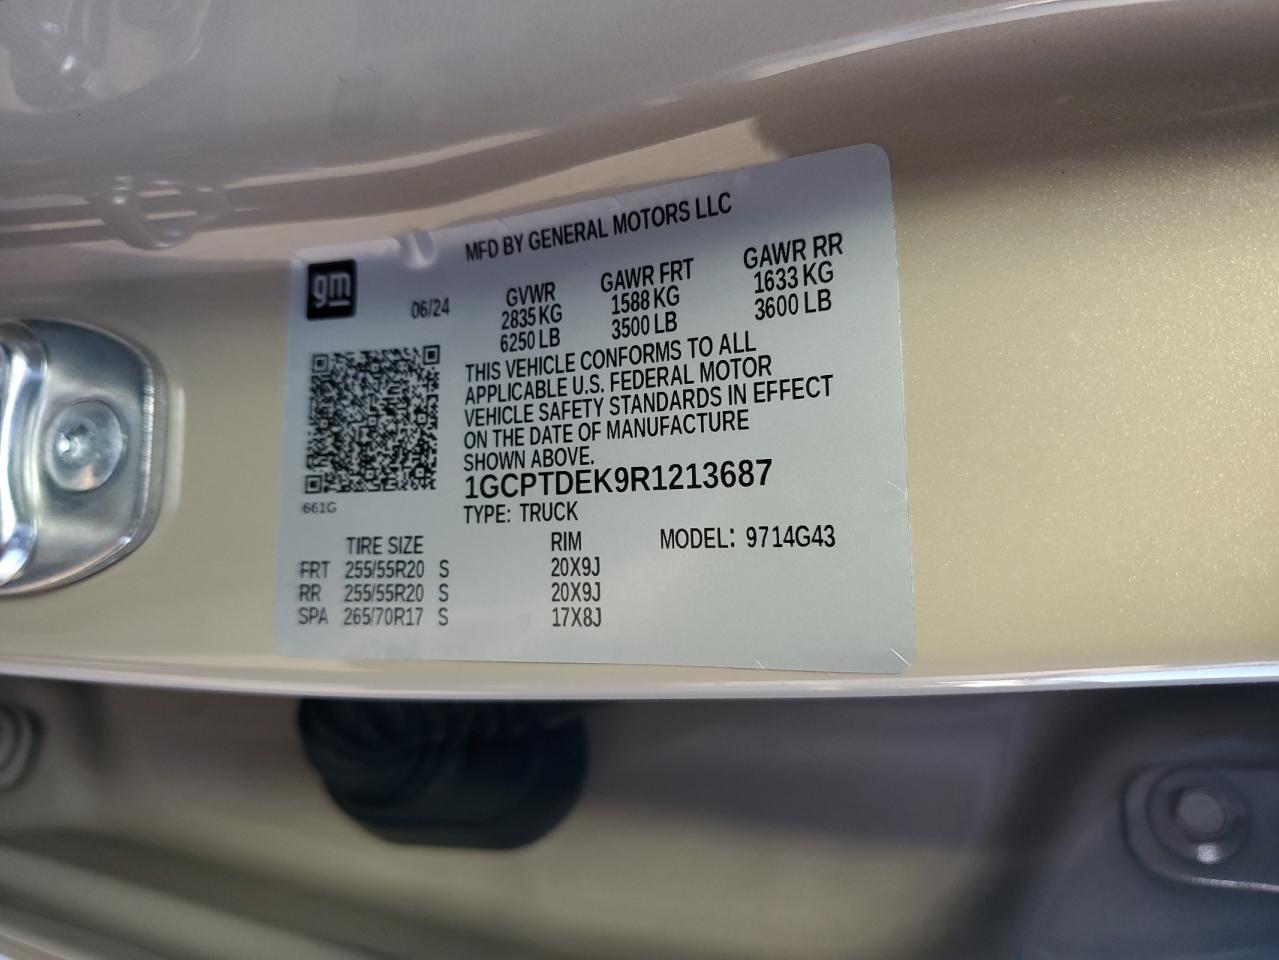 MFD BY GENERAL MOTORS LLC
gm
06/24
GVWR GAWR FRT GAWR RR
2835 KG 1588 KG 1633 KG
6250 LB 3500 LB 3600 LB
THIS VEHICLE CONFORMS TO ALL
APPLICABLE U.S. FEDERAL MOTOR
VEHICLE SAFETY STANDARDS IN EFFECT
ON THE DATE OF MANUFACTURE
SHOWN ABOVE.
1GCPTDEK9R1213687
661G
TYPE: TRUCK
TIRE SIZE RIM MODEL: 9714G43
FRT 255/55R20 S 20X9J
RR 255/55R20 S 20X9J
SPA 265/70R17 S 17X8J